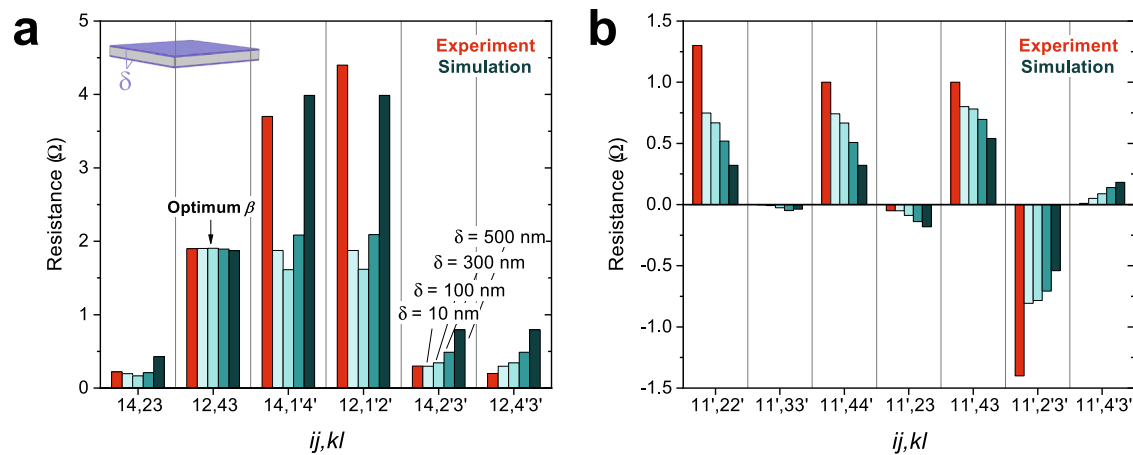 a
5
4
3
2
1
0
Resistance (Ω)
δ
Experiment
Simulation
Optimum β
δ = 500 nm
δ = 300 nm
δ = 100 nm
δ = 10 nm
14,23
12,43
14,1'4'
12,1'2'
14,2'3'
12,4'3'
ij,kl
b
1.5
1.0
0.5
0.0
-0.5
-1.0
-1.5
Resistance (Ω)
Experiment
Simulation
11',22'
11',33'
11',44'
11',23
11',43
11',2'3'
11',4'3'
ij,kl